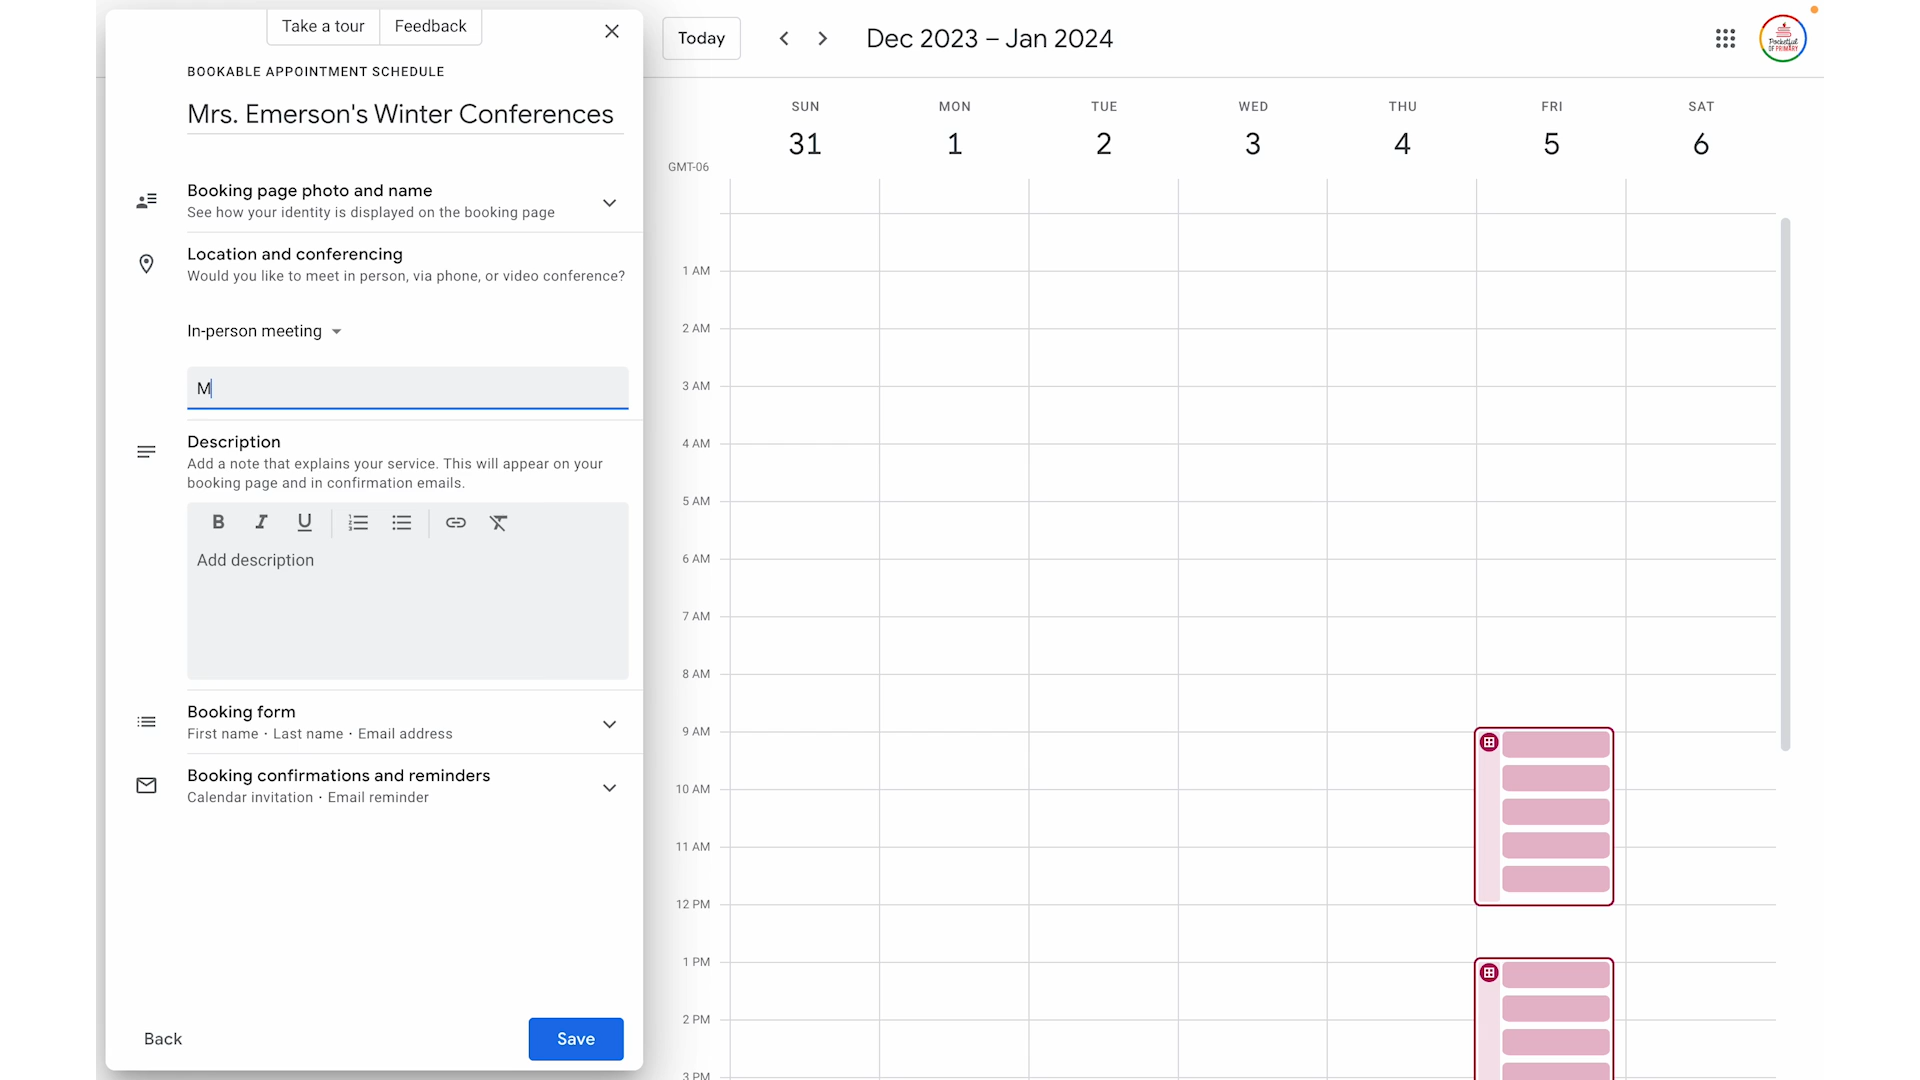 Take a tour
Feedback
BOOKABLE APPOINTMENT SCHEDULE
Mrs. Emerson's Winter Conferences
Booking page photo and name
See how your identity is displayed on the booking page
Location and conferencing
Would you like to meet in person, via phone, or video conference?
In-person meeting
M
Description
Add a note that explains your service. This will appear on your
booking page and in confirmation emails.
B I U
Add description
Booking form
First name · Last name · Email address
Booking confirmations and reminders
Calendar invitation · Email reminder
Back
Save
Today
Dec 2023 – Jan 2024
Pocketful
OF PRIMARY
SUN MON TUE WED THU FRI SAT
31 1 2 3 4 5 6
GMT-06
1 AM
2 AM
3 AM
4 AM
5 AM
6 AM
7 AM
8 AM
9 AM
10 AM
11 AM
12 PM
1 PM
2 PM
3 PM